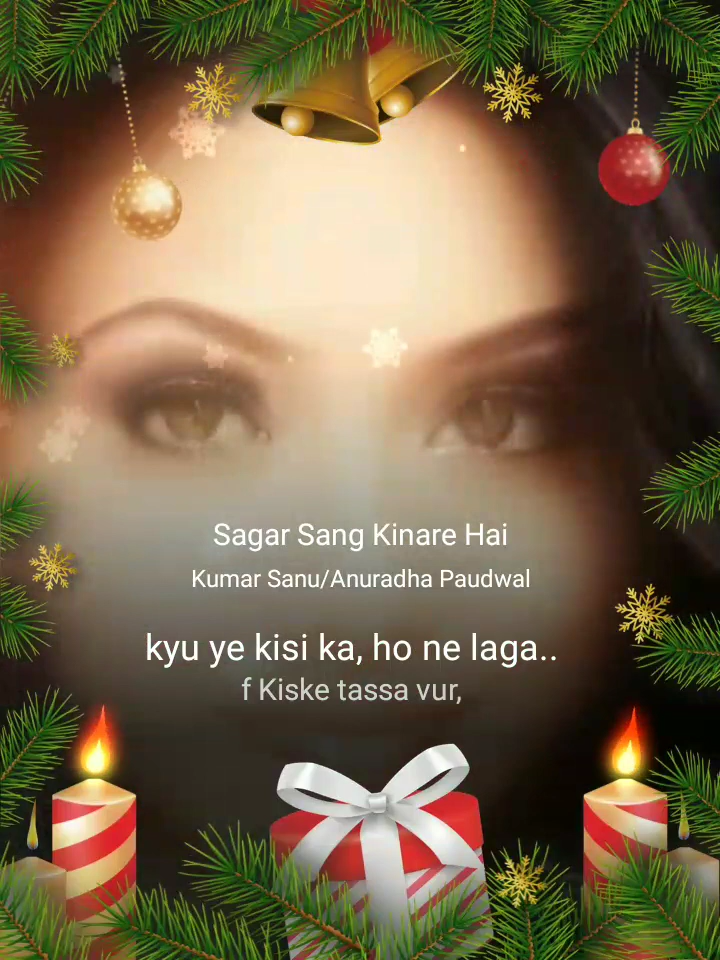 Sagar Sang Kinare Hai
Kumar Sanu/Anuradha Paudwal
kyu ye kisi ka, ho ne laga..
f Kiske tassa vur,